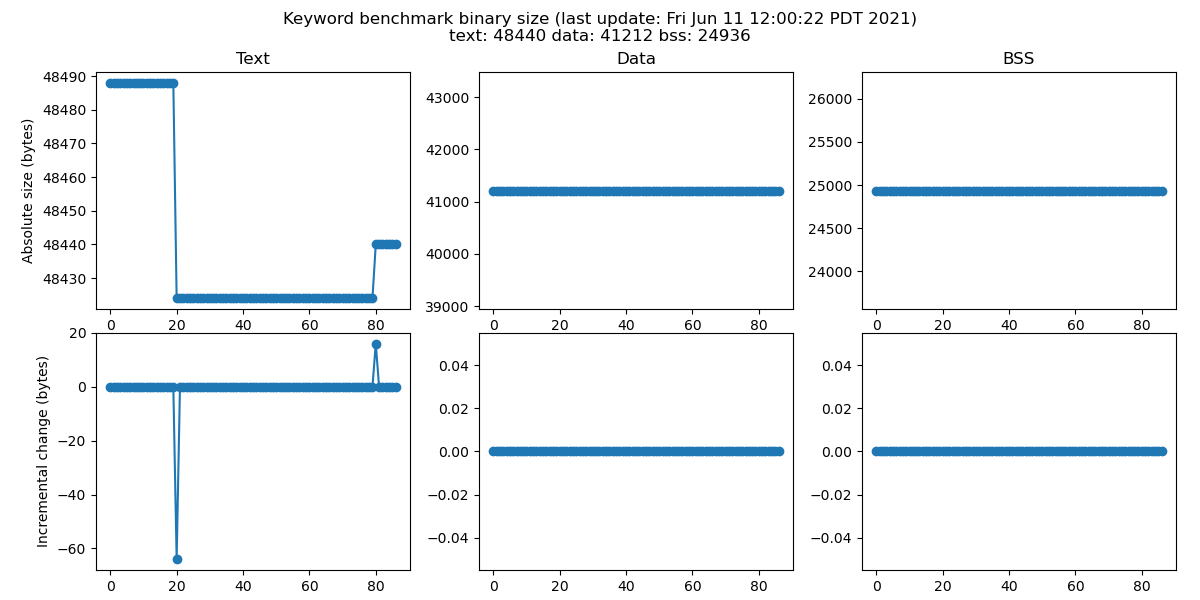 Keyword benchmark binary size (last update: Fri Jun 11 12:00:22 PDT 2021)
text: 48440 data: 41212 bss: 24936
Text
Absolute size (bytes)
48490
48480
48470
48460
48450
48440
48430
0 20 40 60 80
Data
43000
42000
41000
40000
39000
0 20 40 60 80
BSS
26000
25500
25000
24500
24000
0 20 40 60 80
Incremental change (bytes)
20
0
−20
−40
−60
0 20 40 60 80
0.04
0.02
0.00
−0.02
−0.04
0 20 40 60 80
0.04
0.02
0.00
−0.02
−0.04
0 20 40 60 80